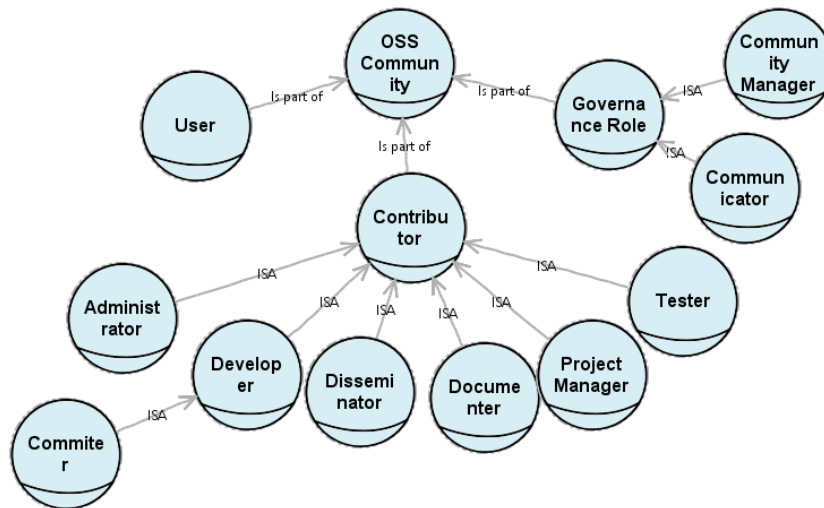 OSS
Community
Commun
ity
Manager
User
Is part of
Is part of
Governa
nce Role
ISA
ISA
Commun
icator
Is part of
Contribu
tor
ISA
ISA
ISA
ISA
ISA
ISA
Administ
rator
Develop
er
Dissemi
nator
Docume
nter
Project
Manager
Tester
ISA
Commite
r